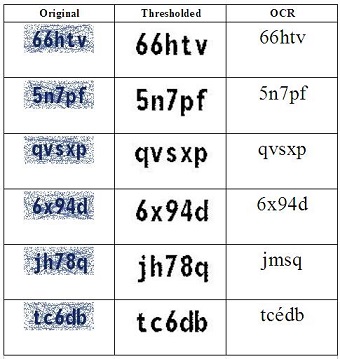 Original Thresholded OCR
66htv 66htv 66htv
5n7pf 5n7pf 5n7pf
qvsxp qvsxp qvsxp
6x94d 6x94d 6x94d
jh78q jh78q jmsq
tc6db tc6db tcédb